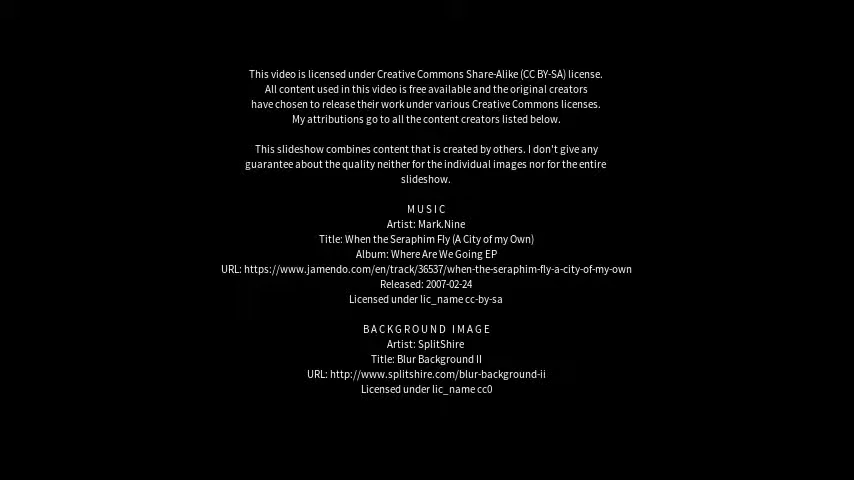 This video is licensed under Creative Commons Share-Alike (CC BY-SA) license.
All content used in this video is free available and the original creators
have chosen to release their work under various Creative Commons licenses.
My attributions go to all the content creators listed below.
This slideshow combines content that is created by others. I don't give any
guarantee about the quality neither for the individual images nor for the entire
slideshow.
MUSIC
Artist: Mark.Nine
Title: When the Seraphim Fly (A City of my Own)
Album: Where Are We Going EP
URL: https://www.jamendo.com/en/track/36537/when-the-seraphim-fly-a-city-of-my-own
Released: 2007-02-24
Licensed under lic_name cc-by-sa
BACKGROUND IMAGE
Artist: SplitShire
Title: Blur Background II
URL: http://www.splitshire.com/blur-background-ii
Licensed under lic_name cc0